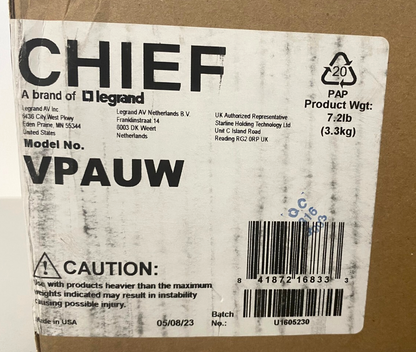 CHIEF
A brand of legrand
Legrand AV Inc.
6436 City West Pkwy
Eden Prairie, MN 55344
United States
Legrand AV Netherlands B.V.
Franklinstraat 14
6003 DK Weert
Netherlands
UK Authorized Representative
Starline Holding Technology Ltd
Unit C Island Road
Reading RG2 0RP UK
20
PAP
Product Wgt:
7.2lb
(3.3kg)
Model No.
VPAUW
QC
CAUTION:
Use with products heavier than the maximum
weights indicated may result in instability
causing possible injury.
8 41872 16833 3
Made in USA
05/08/23
Batch
No.:
U1605230